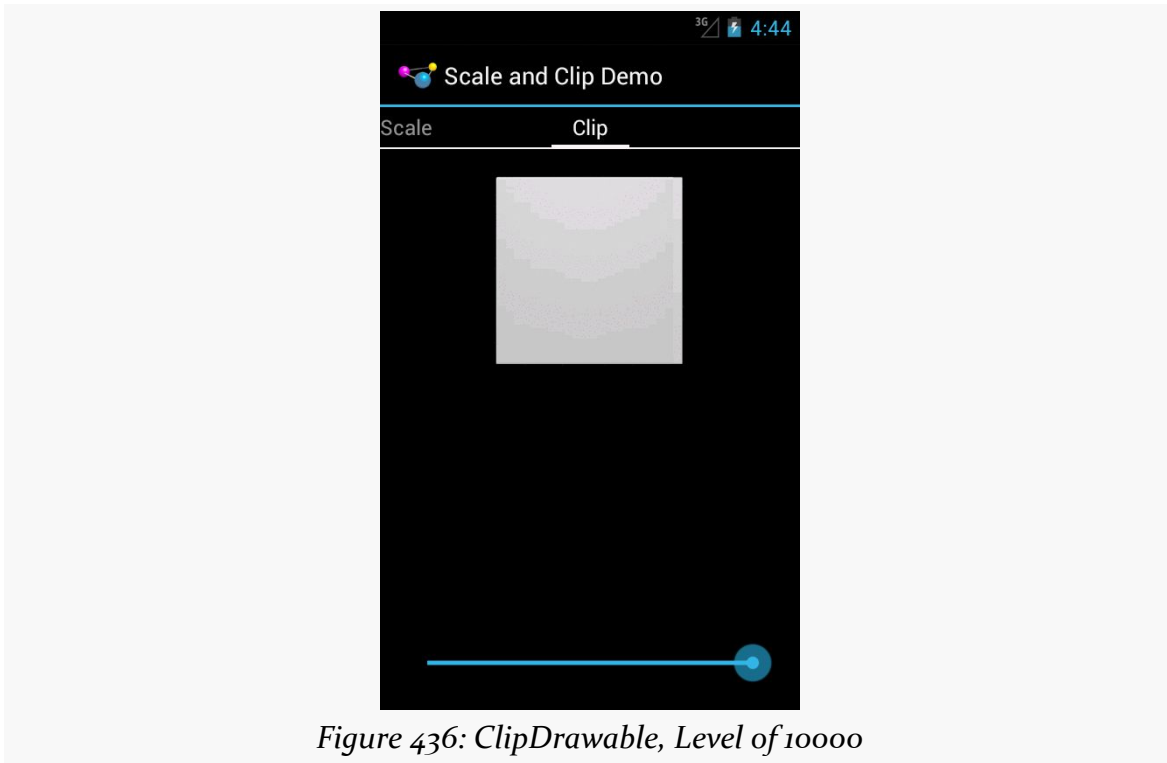 3G 4:44
Scale and Clip Demo
Scale Clip
Figure 436: ClipDrawable, Level of 10000